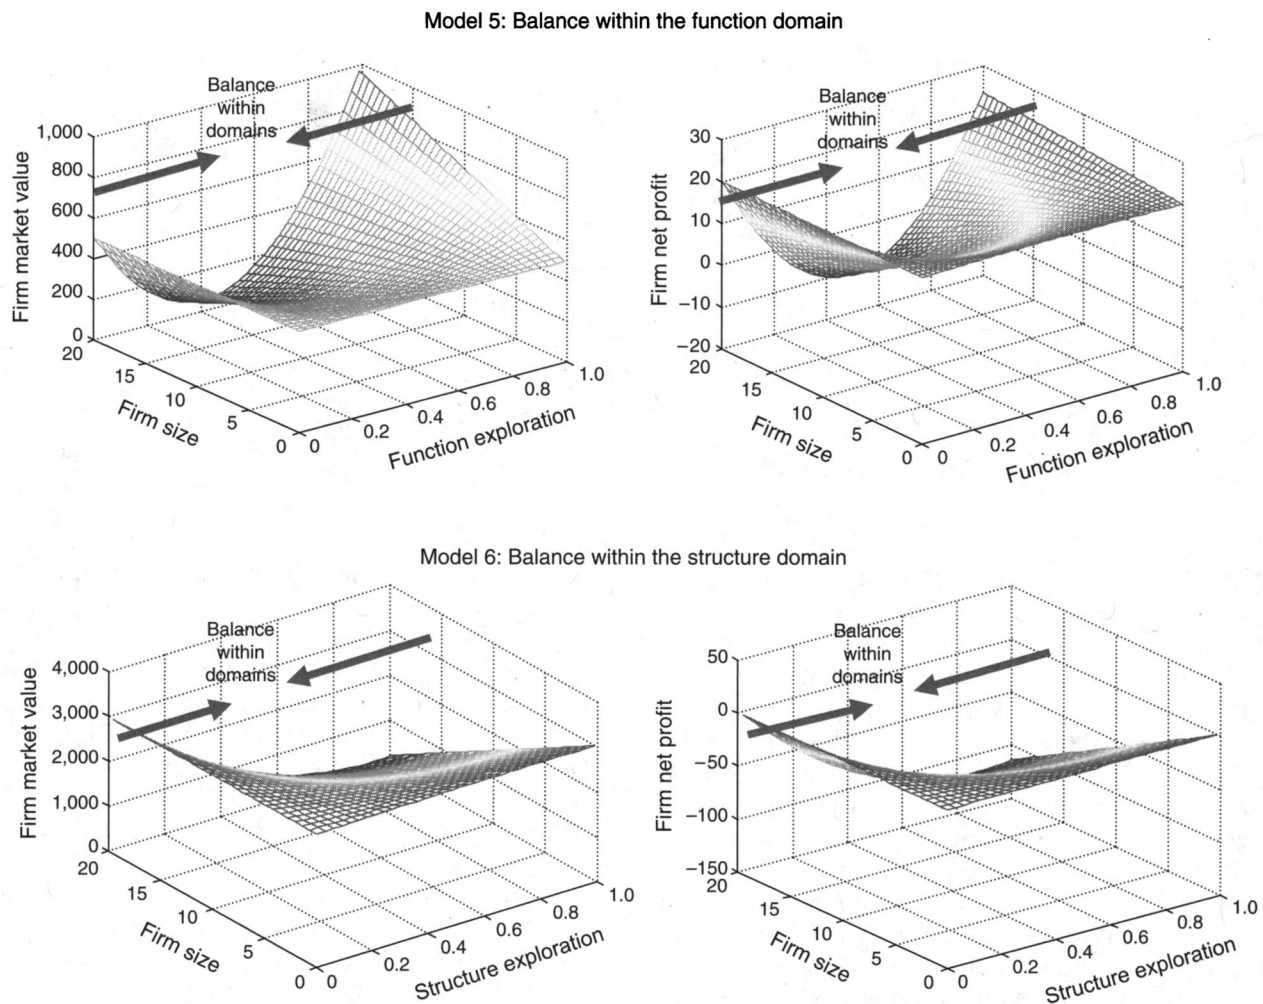 Model 5: Balance within the function domain
Balance
within
domains
1,000
800
600
400
200
0
Firm market value
20
15
10
5
0
Firm size
0
0.2
0.4
0.6
0.8
1.0
Function exploration
Balance
within
domains
30
20
10
0
−10
−20
Firm net profit
20
15
10
5
0
Firm size
0
0.2
0.4
0.6
0.8
1.0
Function exploration
Model 6: Balance within the structure domain
Balance
within
domains
4,000
3,000
2,000
1,000
0
Firm market value
20
15
10
5
0
Firm size
0
0.2
0.4
0.6
0.8
1.0
Structure exploration
Balance
within
domains
50
0
−50
−100
−150
Firm net profit
20
15
10
5
0
Firm size
0
0.2
0.4
0.6
0.8
1.0
Structure exploration